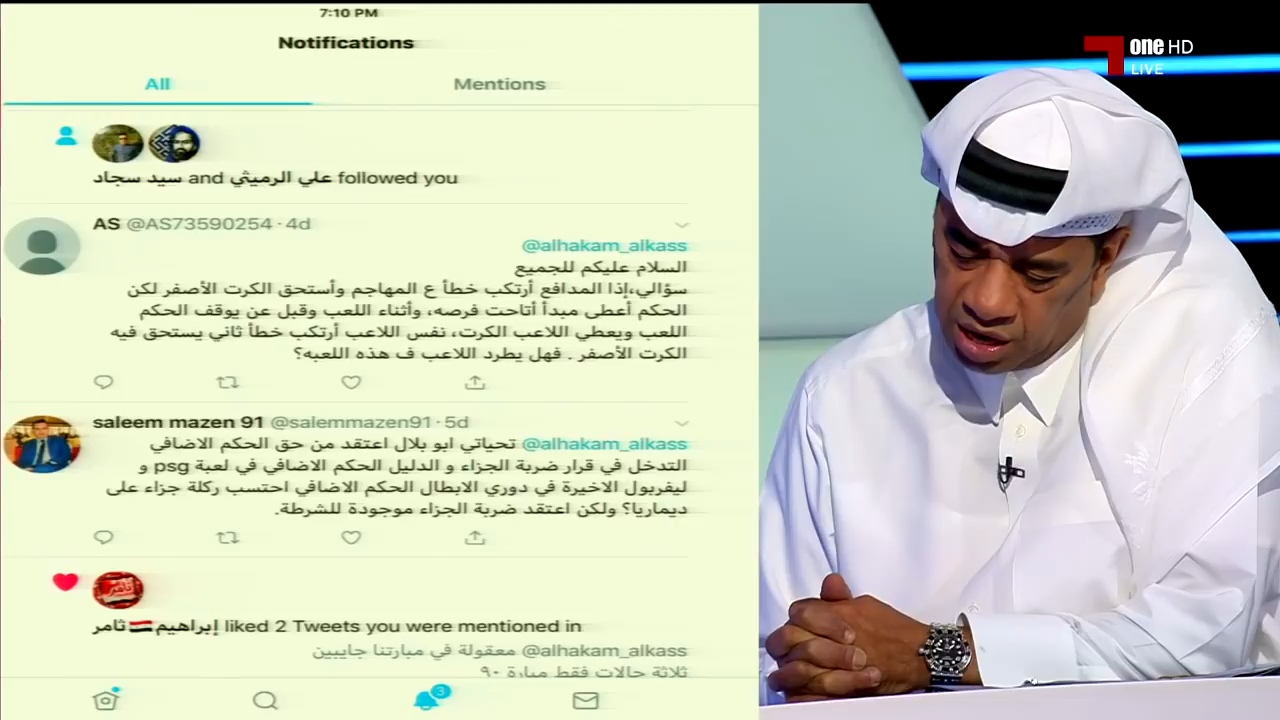 7:10 PM
Notifications
All
Mentions
سيد سجاد and علي الرميثي followed you
AS @AS73590254 · 4d
@alhakam_alkass
السلام عليكم للجميع
سؤالي،إذا المدافع أرتكب خطأ ع المهاجم وأستحق الكرت الأصفر لكن
الحكم أعطى مبدأ أتاحت فرصه، وأثناء اللعب وقبل عن يوقف الحكم
اللعب ويعطي اللاعب الكرت، نفس اللاعب أرتكب خطأ ثاني يستحق فيه
الكرت الأصفر . فهل يطرد اللاعب ف هذه اللعبه؟
saleem mazen 91 @salemmazen91 · 5d
@alhakam_alkass تحياتي ابو بلال اعتقد من حق الحكم الاضافي
التدخل في قرار ضربة الجزاء و الدليل الحكم الاضافي في لعبة psg و
ليفربول الاخيرة في دوري الابطال الحكم الاضافي احتسب ركلة جزاء على
ديماريا؟ ولكن اعتقد ضربة الجزاء موجودة للشرطة.
إبراهيم🇾🇪ثامر liked 2 Tweets you were mentioned in
@alhakam_alkass معقولة في مبارتنا جايبين
ثلاثة حالات فقط مبارة ٩٠
3
one HD
LIVE